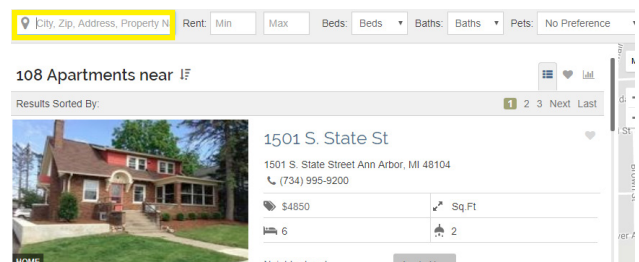 City, Zip, Address, Property N Rent: Min Max Beds: Beds Baths: Baths Pets: No Preference
108 Apartments near
Results Sorted By: 1 2 3 Next Last
1501 S. State St
1501 S. State Street Ann Arbor, MI 48104
(734) 995-9200
$4850 Sq.Ft
6 2
HOME